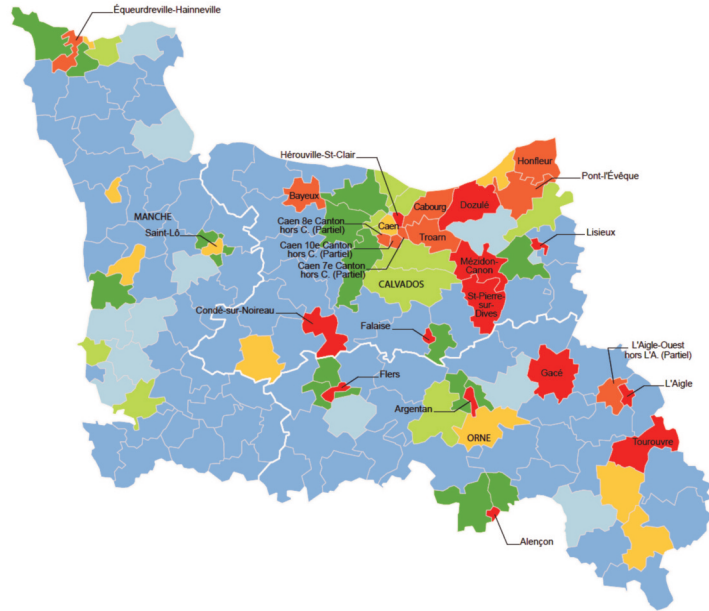 Équeurdreville-Hainneville
Hérouville-St-Clair
Honfleur
Pont-l'Évêque
Bayeux
Cabourg
Dozulé
MANCHE
Caen 8e Canton
hors C. (Partiel)
Caen
Saint-Lô
Troarn
Lisieux
Caen 10e Canton
hors C. (Partiel)
Caen 7e Canton
hors C. (Partiel)
Mézidon-
Canon
CALVADOS
St-Pierre-
sur-
Dives
Condé-sur-Noireau
Falaise
L'Aigle-Ouest
hors L'A. (Partiel)
Flers
Gacé
L'Aigle
Argentan
ORNE
Tourouvre
Alençon